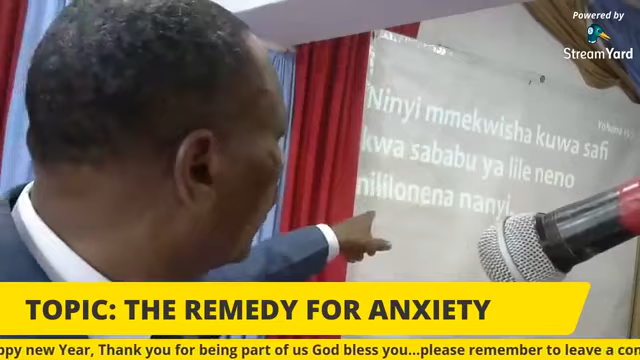 Powered by
StreamYard
Ninyi mmekwisha kuwa safi
kwa sababu ya lile neno
nililonena nanyi
TOPIC: THE REMEDY FOR ANXIETY
ppy new Year, Thank you for being part of us God bless you...please remember to leave a con